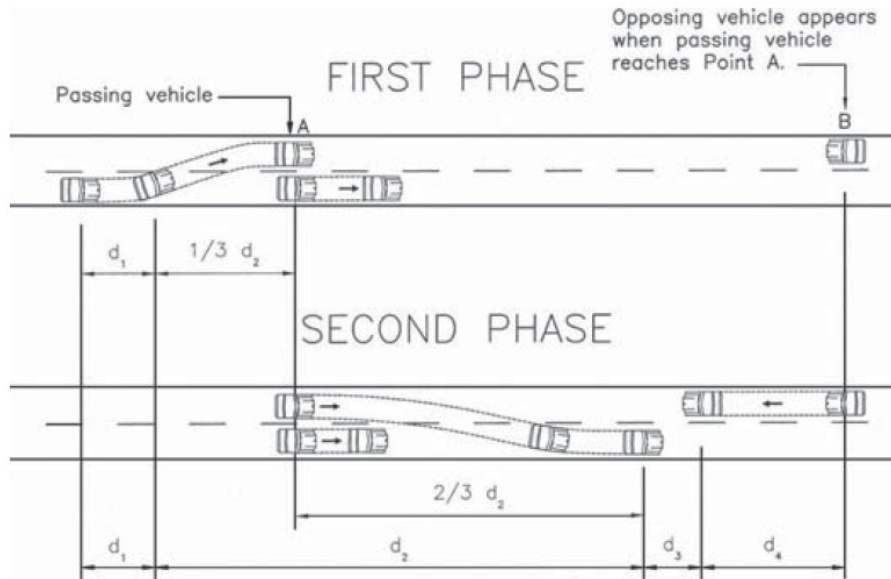 Opposing vehicle appears
when passing vehicle
reaches Point A.
FIRST PHASE
Passing vehicle
A
B
d₁
1/3 d₂
SECOND PHASE
2/3 d₂
d₁
d₂
d₃
d₄